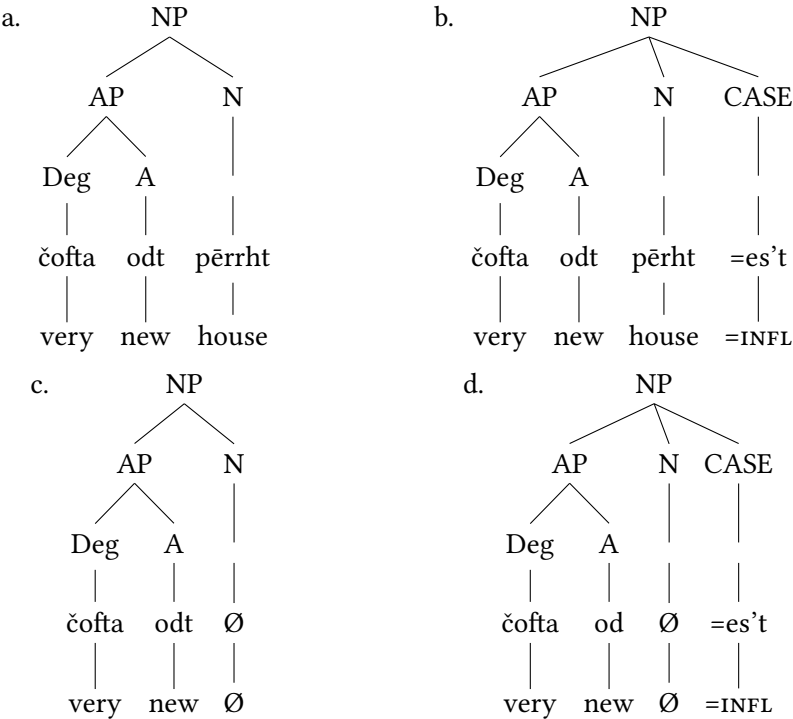 a. NP
AP N
Deg A
čofta odt pērrht
very new house
b. NP
AP N CASE
Deg A
čofta odt pērht =es’t
very new house =INFL
c. NP
AP N
Deg A
čofta odt Ø
very new Ø
d. NP
AP N CASE
Deg A
čofta od Ø =es’t
very new Ø =INFL